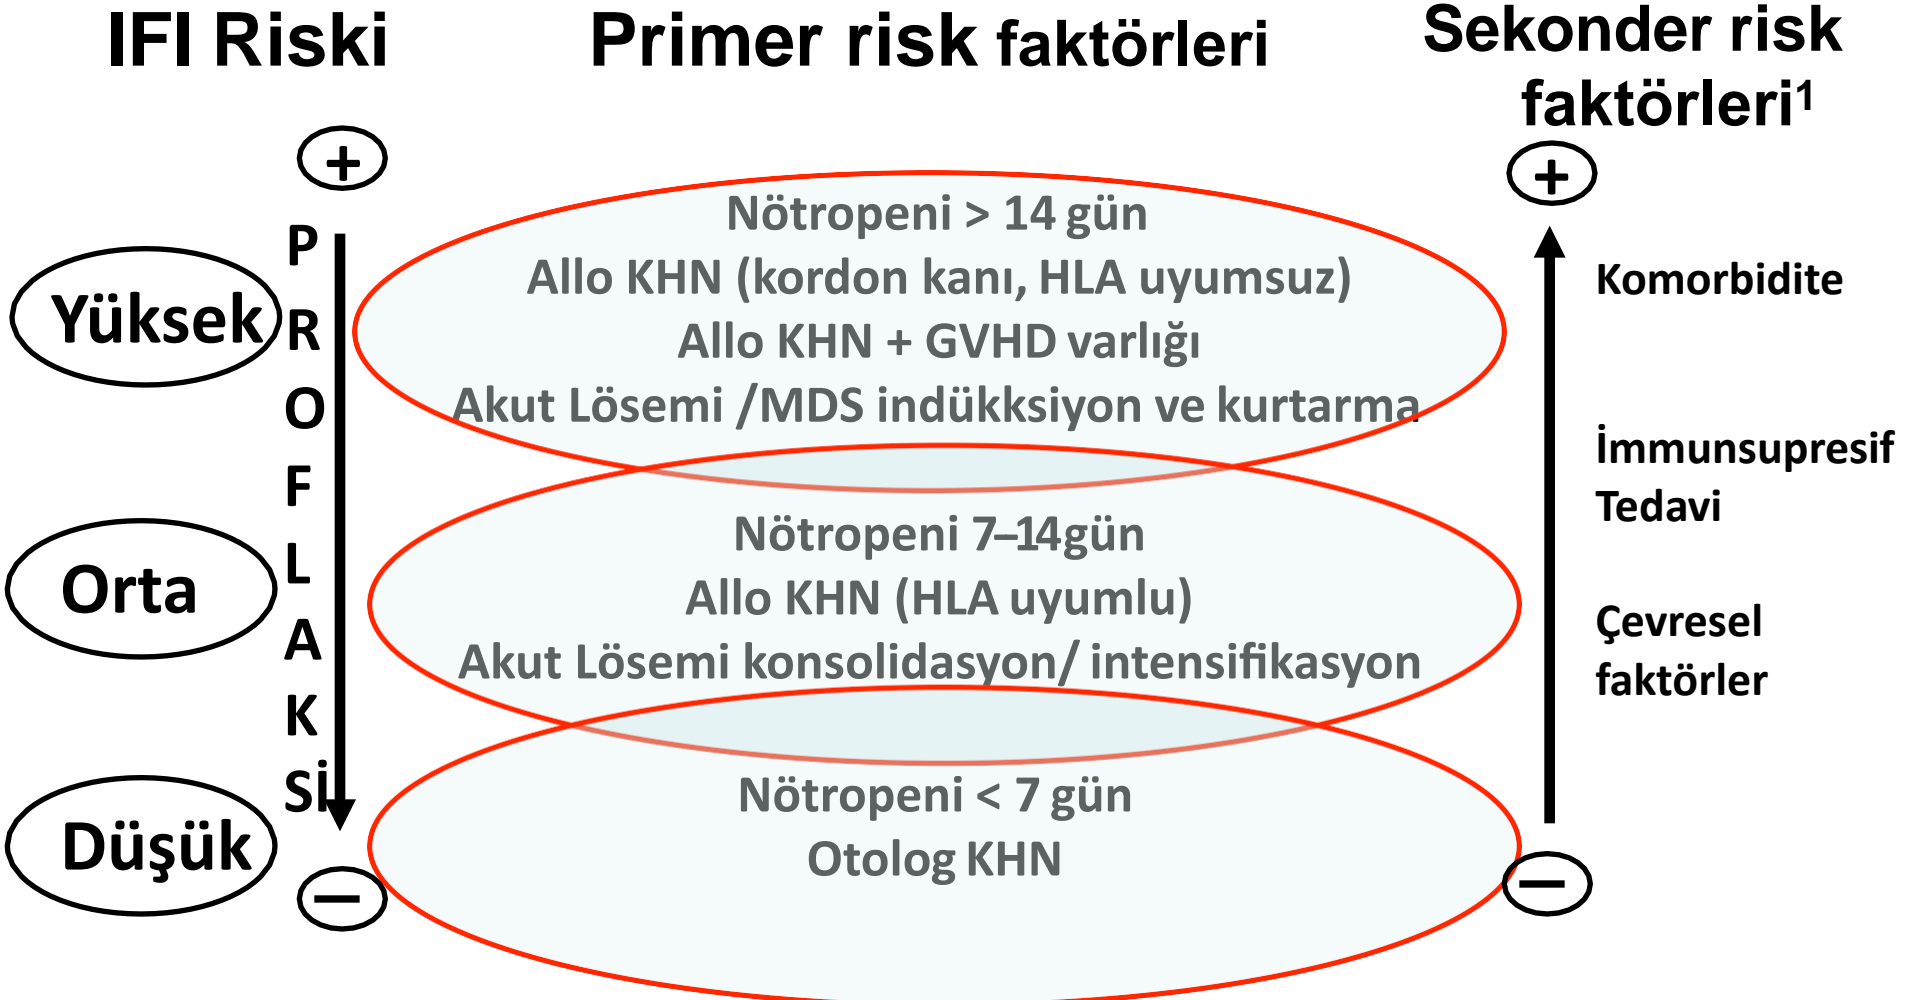 IFI Riski
Primer risk faktörleri
Sekonder risk
faktörleri1
+
+
PROFLAKSİ
Yüksek
Nötropeni > 14 gün
Allo KHN (kordon kanı, HLA uyumsuz)
Allo KHN + GVHD varlığı
Akut Lösemi /MDS indükksiyon ve kurtarma
Komorbidite
İmmunsupresif
Tedavi
Orta
Nötropeni 7–14gün
Allo KHN (HLA uyumlu)
Akut Lösemi konsolidasyon/ intensifikasyon
Çevresel
faktörler
Düşük
Nötropeni < 7 gün
Otolog KHN
–
–